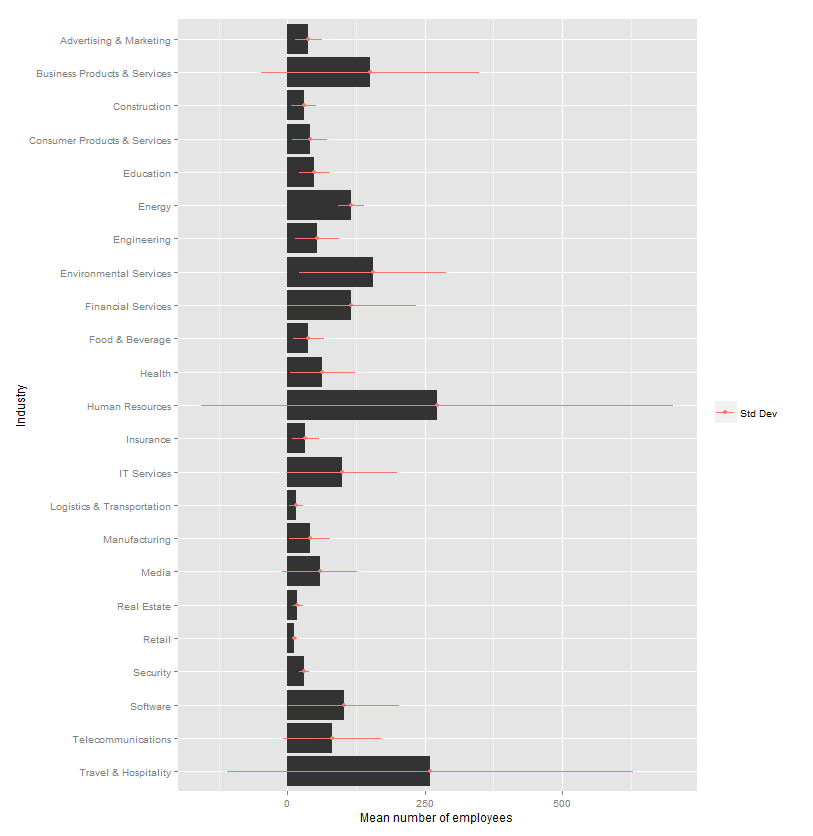 Advertising & Marketing
Business Products & Services
Construction
Consumer Products & Services
Education
Energy
Engineering
Environmental Services
Financial Services
Food & Beverage
Health
Human Resources
Insurance
IT Services
Logistics & Transportation
Manufacturing
Media
Real Estate
Retail
Security
Software
Telecommunications
Travel & Hospitality
Industry
0 250 500
Mean number of employees
Std Dev